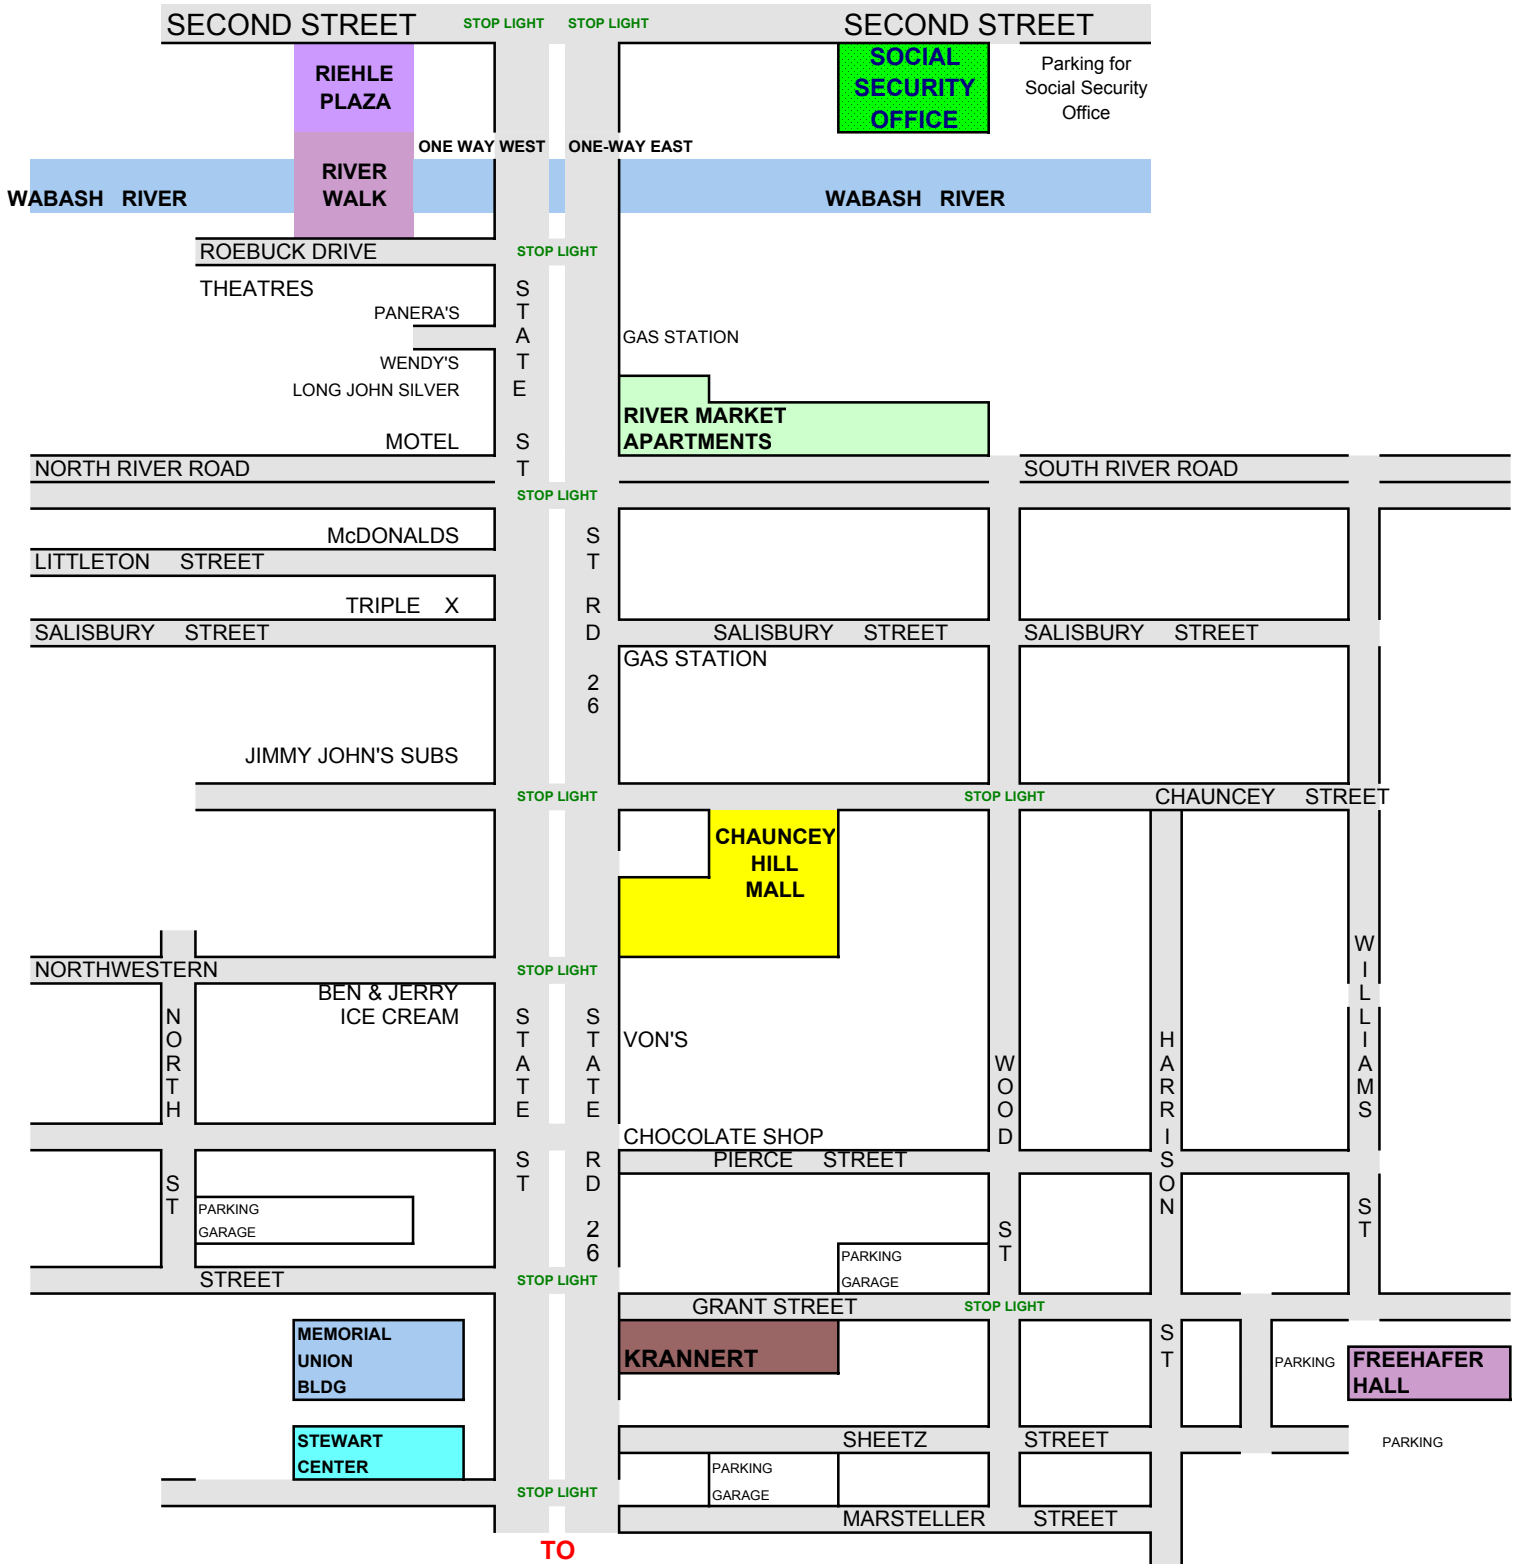 SECOND STREET STOP LIGHT STOP LIGHT SECOND STREET
RIEHLE
PLAZA
SOCIAL
SECURITY
OFFICE
Parking for
Social Security
Office
ONE WAY WEST ONE-WAY EAST
RIVER
WALK
WABASH RIVER
WABASH RIVER
ROEBUCK DRIVE
STOP LIGHT
THEATRES
PANERA'S
STATE ST
GAS STATION
WENDY'S
LONG JOHN SILVER
RIVER MARKET
APARTMENTS
MOTEL
NORTH RIVER ROAD
SOUTH RIVER ROAD
STOP LIGHT
McDONALDS
ST RD 26
LITTLETON STREET
TRIPLE X
SALISBURY STREET
SALISBURY STREET
SALISBURY STREET
GAS STATION
JIMMY JOHN'S SUBS
STOP LIGHT
STOP LIGHT
CHAUNCEY STREET
CHAUNCEY
HILL
MALL
NORTHWESTERN
STOP LIGHT
WILLIAMS ST
BEN & JERRY
ICE CREAM
NORTH ST
STATE ST
STATE RD 26
VON'S
WOOD ST
HARRISON ST
CHOCOLATE SHOP
PIERCE STREET
PARKING
GARAGE
PARKING
GARAGE
STREET
STOP LIGHT
GRANT STREET
STOP LIGHT
MEMORIAL
UNION
BLDG
KRANNERT
PARKING
FREEHAFER
HALL
STEWART
CENTER
SHEETZ STREET
PARKING
PARKING
GARAGE
STOP LIGHT
MARSTELLER STREET
TO